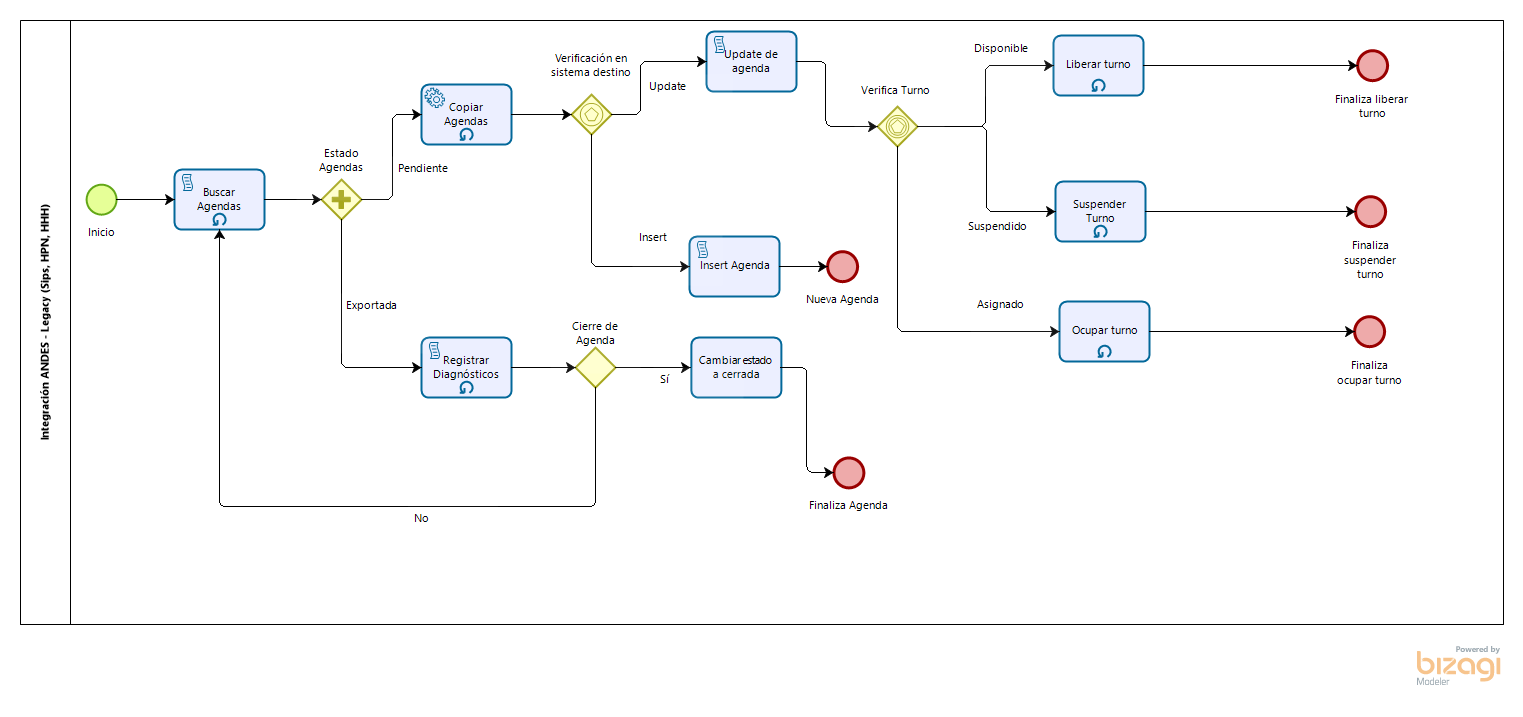 Integración ANDES - Legacy (Sips, HPN, HHH)
Inicio
Buscar
Agendas
Estado
Agendas
Pendiente
Exportada
Copiar
Agendas
Verificación en
sistema destino
Update
Insert
Update de
agenda
Verifica Turno
Disponible
Suspendido
Asignado
Liberar turno
Finaliza liberar
turno
Suspender
Turno
Finaliza
suspender
turno
Ocupar turno
Finaliza
ocupar turno
Insert Agenda
Nueva Agenda
Registrar
Diagnósticos
Cierre de
Agenda
Sí
No
Cambiar estado
a cerrada
Finaliza Agenda
Powered by
bizagi
Modeler